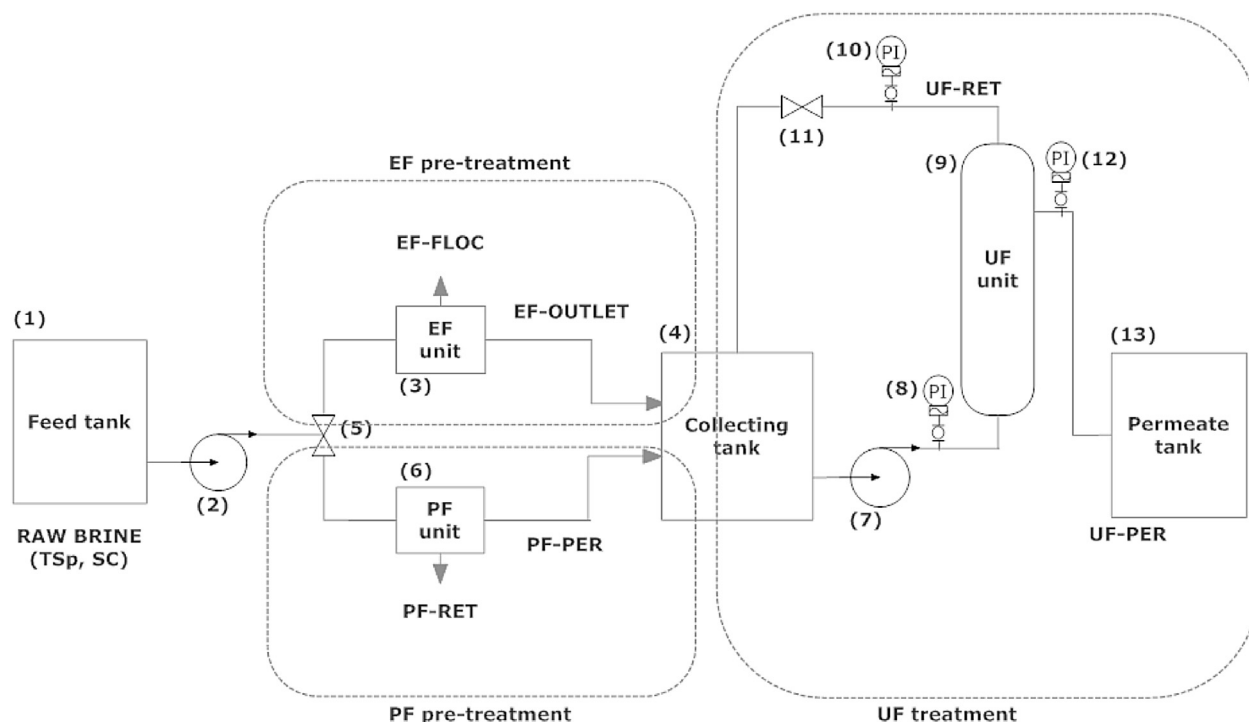 (10)
PI
UF-RET
(11)
PI
(12)
(9)
EF pre-treatment
EF-FLOC
UF
unit
(1)
EF-OUTLET
(4)
(13)
EF
unit
(3)
(8)
PI
Feed tank
(5)
Collecting
tank
Permeate
tank
(6)
(2)
PF
unit
(7)
RAW BRINE
(TSp, SC)
PF-PER
UF-PER
PF-RET
PF pre-treatment
UF treatment